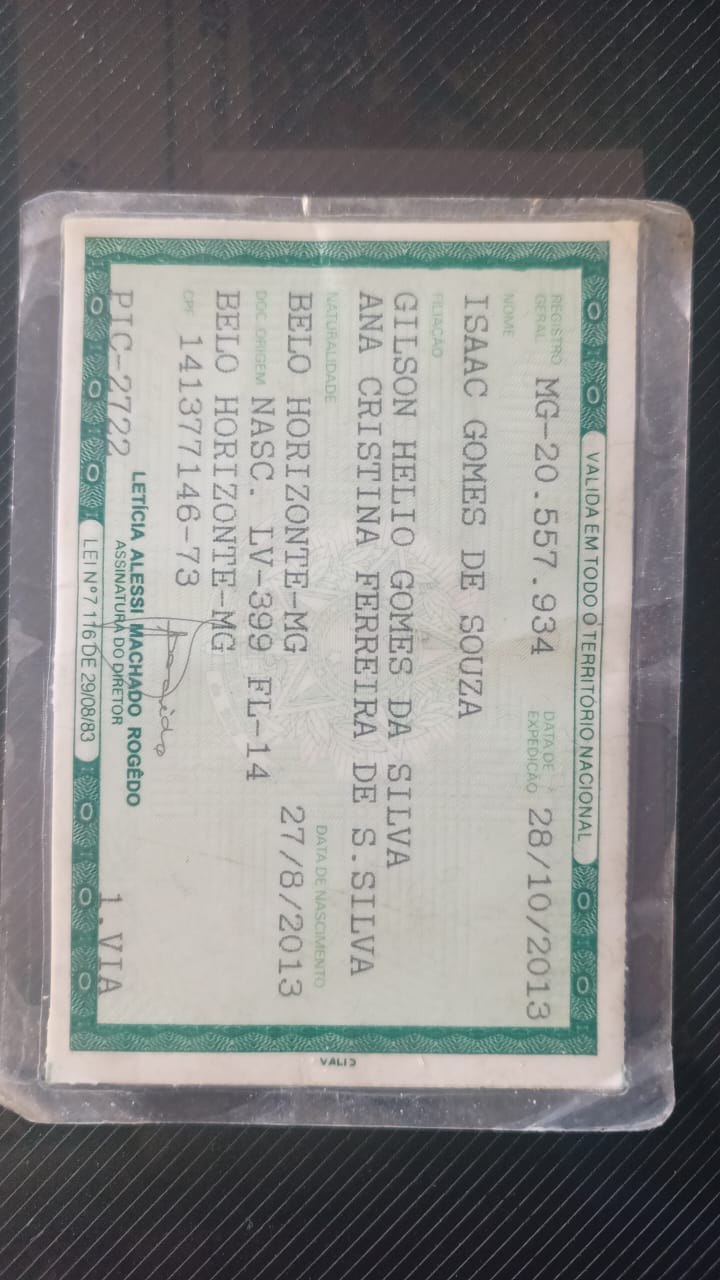 VALIDA EM TODO O TERRITÓRIO NACIONAL
REGISTRO GERAL MG-20.557.934 DATA DE EXPEDIÇÃO 28/10/2013
NOME
ISAAC GOMES DE SOUZA
FILIAÇÃO
GILSON HELIO GOMES DA SILVA
ANA CRISTINA FERREIRA DE S.SILVA
NATURALIDADE DATA DE NASCIMENTO
BELO HORIZONTE-MG 27/8/2013
DOC ORIGEM NASC. LV-399 FL-14
BELO HORIZONTE-MG
CPF 141377146-73
LETÍCIA ALESSI MACHADO ROGÊDO
PIC-2722 ASSINATURA DO DIRETOR 1.VIA
LEI Nº 7.116 DE 29/08/83
VALID